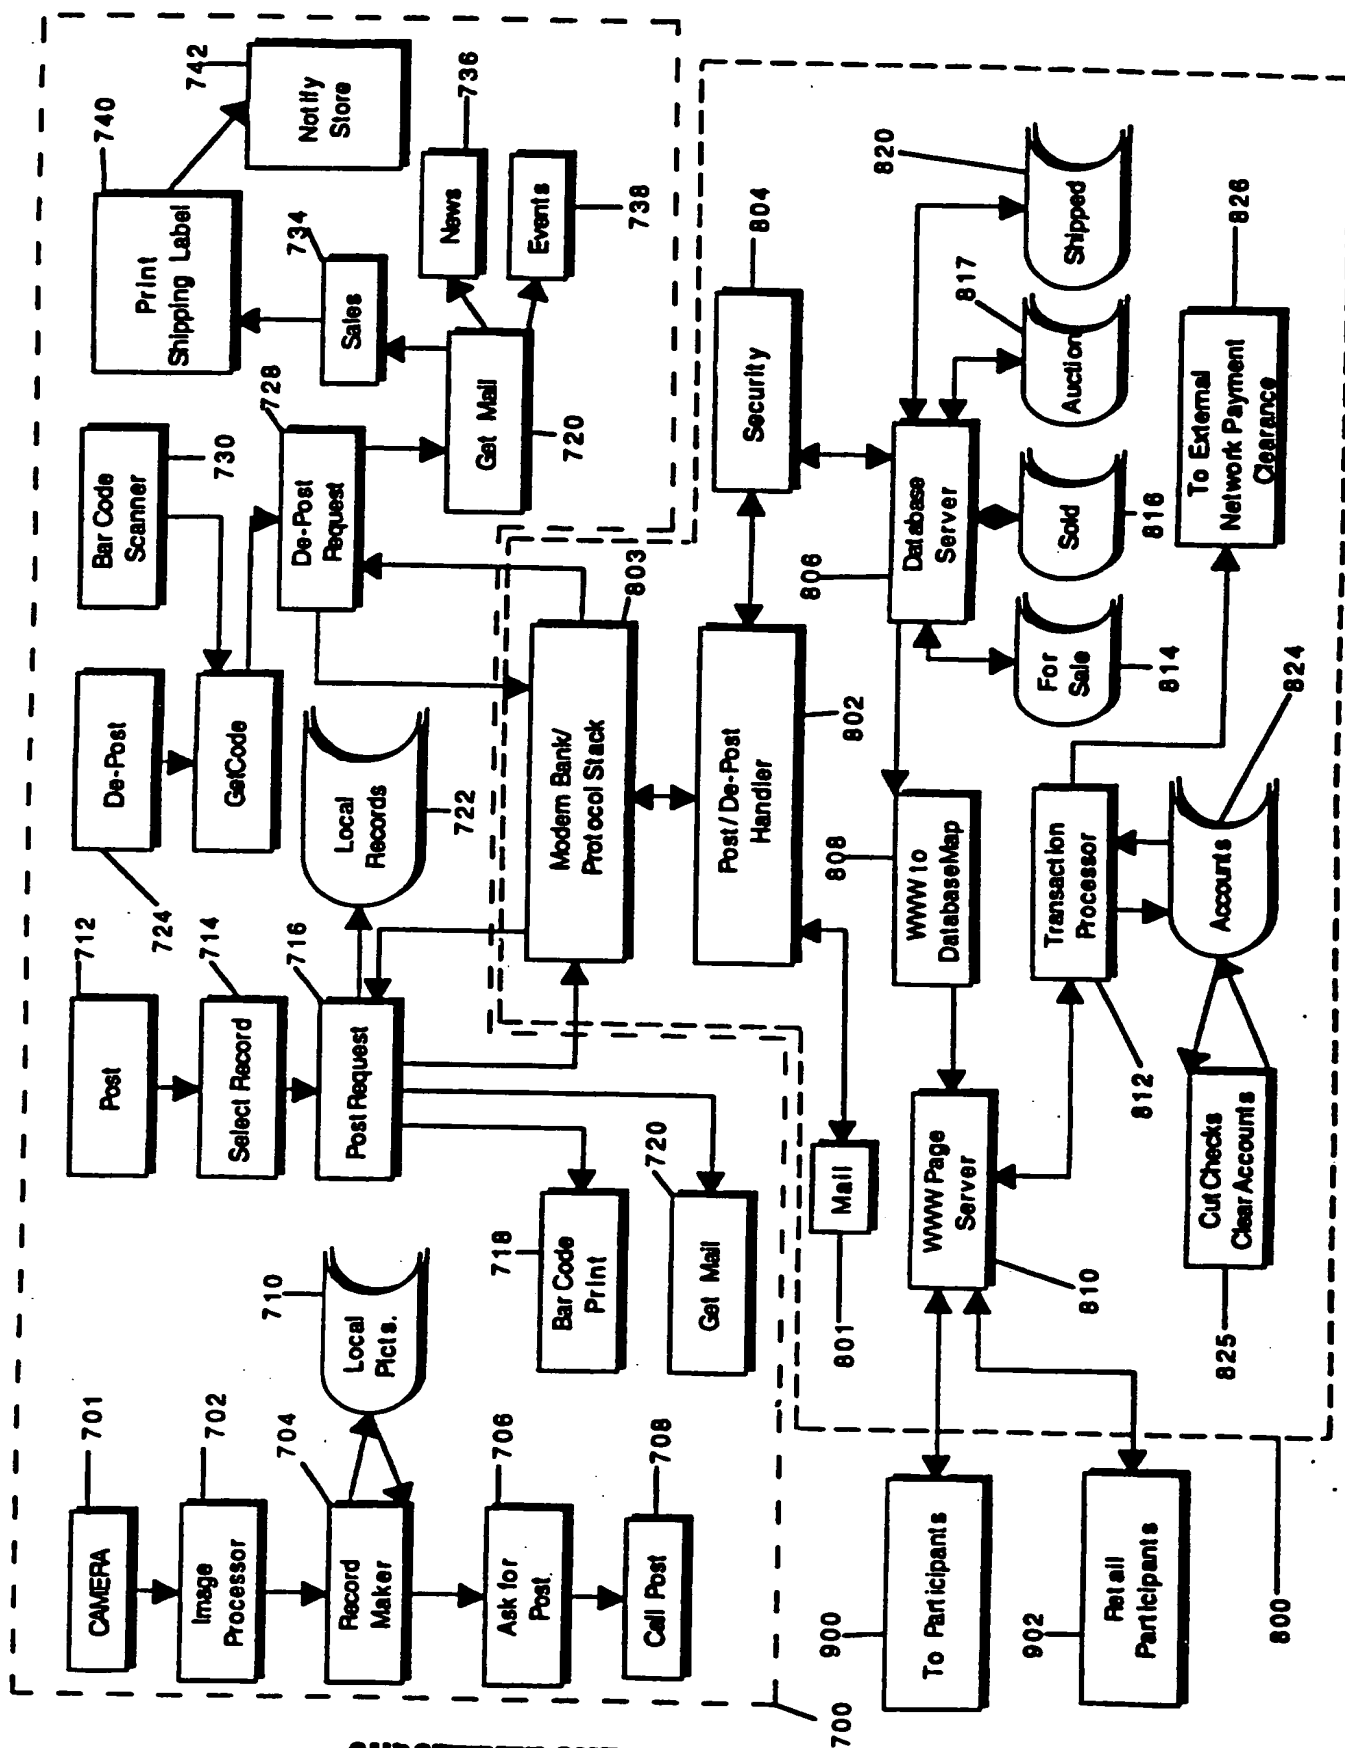 CAMERA
701
Image
Processor
702
Record
Maker
704
Local
Picts.
710
Ask for
Post
706
Call Post
708
Post
712
Select Record
714
Post Request
716
Bar Code
Print
718
Get Mail
720
Local
Records
722
De-Post
724
GetCode
Bar Code
Scanner
730
De-Post
Request
728
Get Mail
720
Sales
734
News
736
Events
738
Print
Shipping Label
740
Notify
Store
742
700
Modem Bank/
Protocol Stack
803
Post/De-Post
Handler
802
Mail
801
Security
804
Database
Server
806
WWW to
DatabaseMap
808
WWW Page
Server
810
Transaction
Processor
812
For
Sale
814
Sold
816
Auction
817
Shipped
820
Accounts
824
Cut Checks
Clear Accounts
825
To External
Network Payment
Clearance
826
To Participants
900
Retail
Participants
902
800